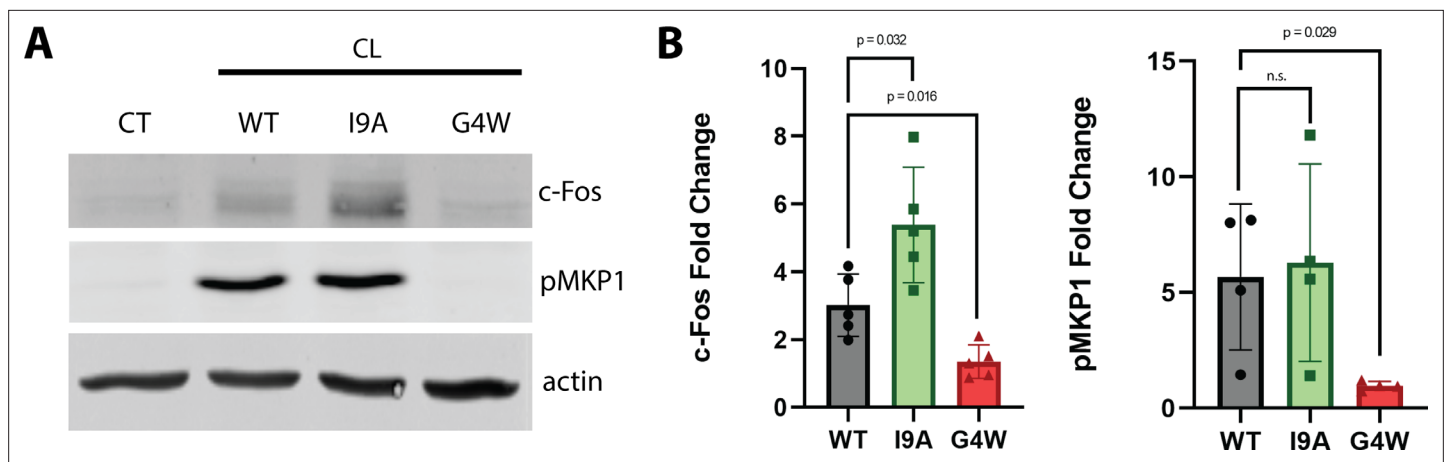 A
CL
CT WT I9A G4W
c-Fos
pMKP1
actin
B
c-Fos Fold Change
10
8
6
4
2
0
p = 0.032
p = 0.016
WT I9A G4W
pMKP1 Fold Change
15
10
5
0
p = 0.029
n.s.
WT I9A G4W